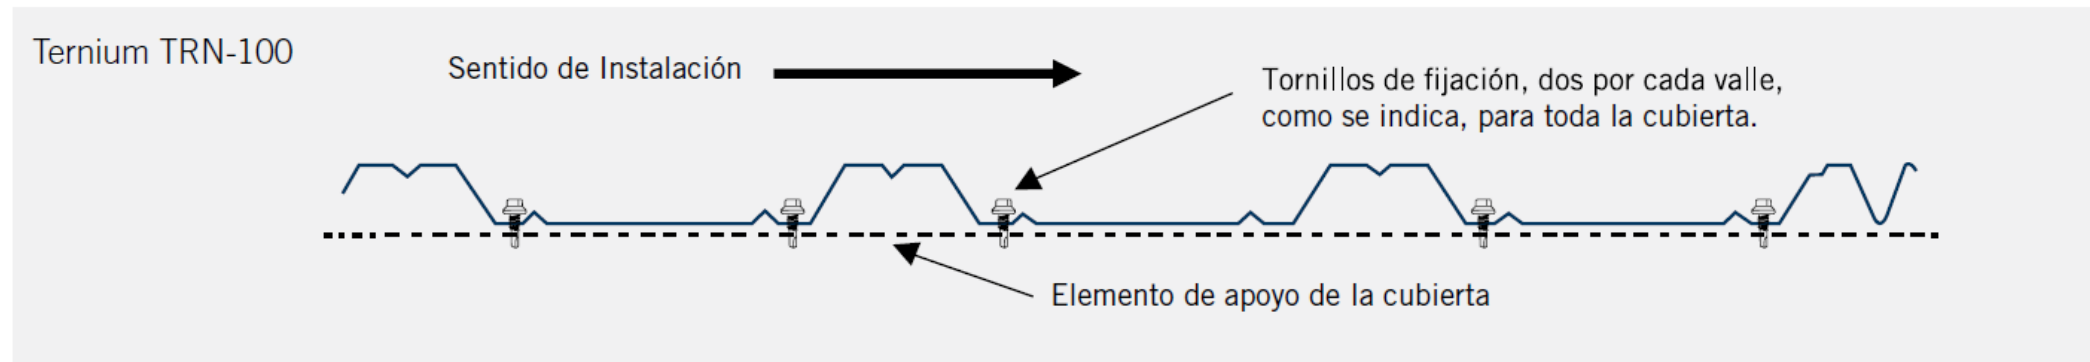 Ternium TRN-100
Sentido de Instalación
Tornillos de fijación, dos por cada valle,
como se indica, para toda la cubierta.
Elemento de apoyo de la cubierta